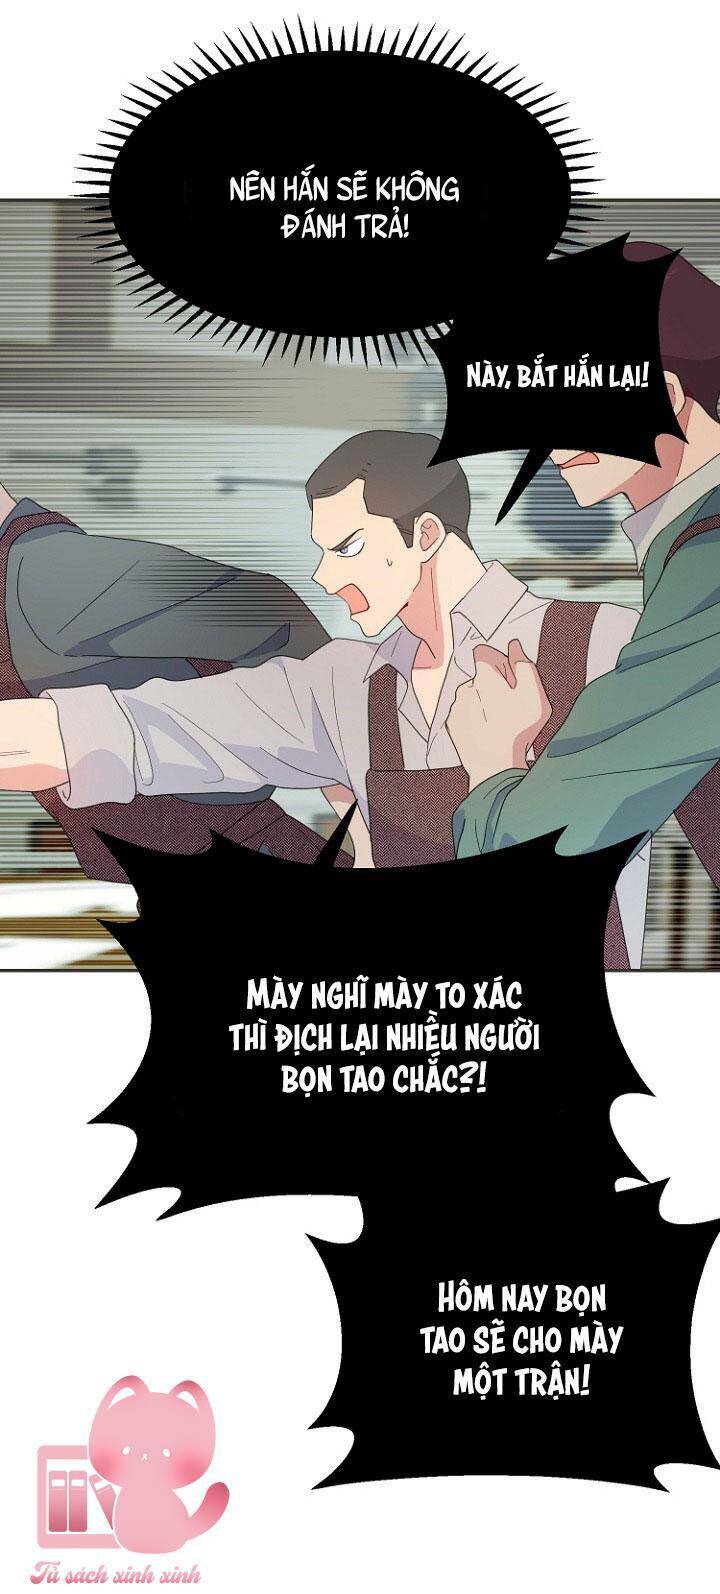 NÊN HẮN SẼ KHÔNG
ĐÁNH TRẢ!
NÀY, BẮT HẮN LẠI!
MÀY NGHĨ MÀY TO XÁC
THÌ ĐỊCH LẠI NHIỀU NGƯỜI
BỌN TAO CHẮC?!
HÔM NAY BỌN
TAO SẼ CHO MÀY
MỘT TRẬN!
Tủ sách xinh xinh